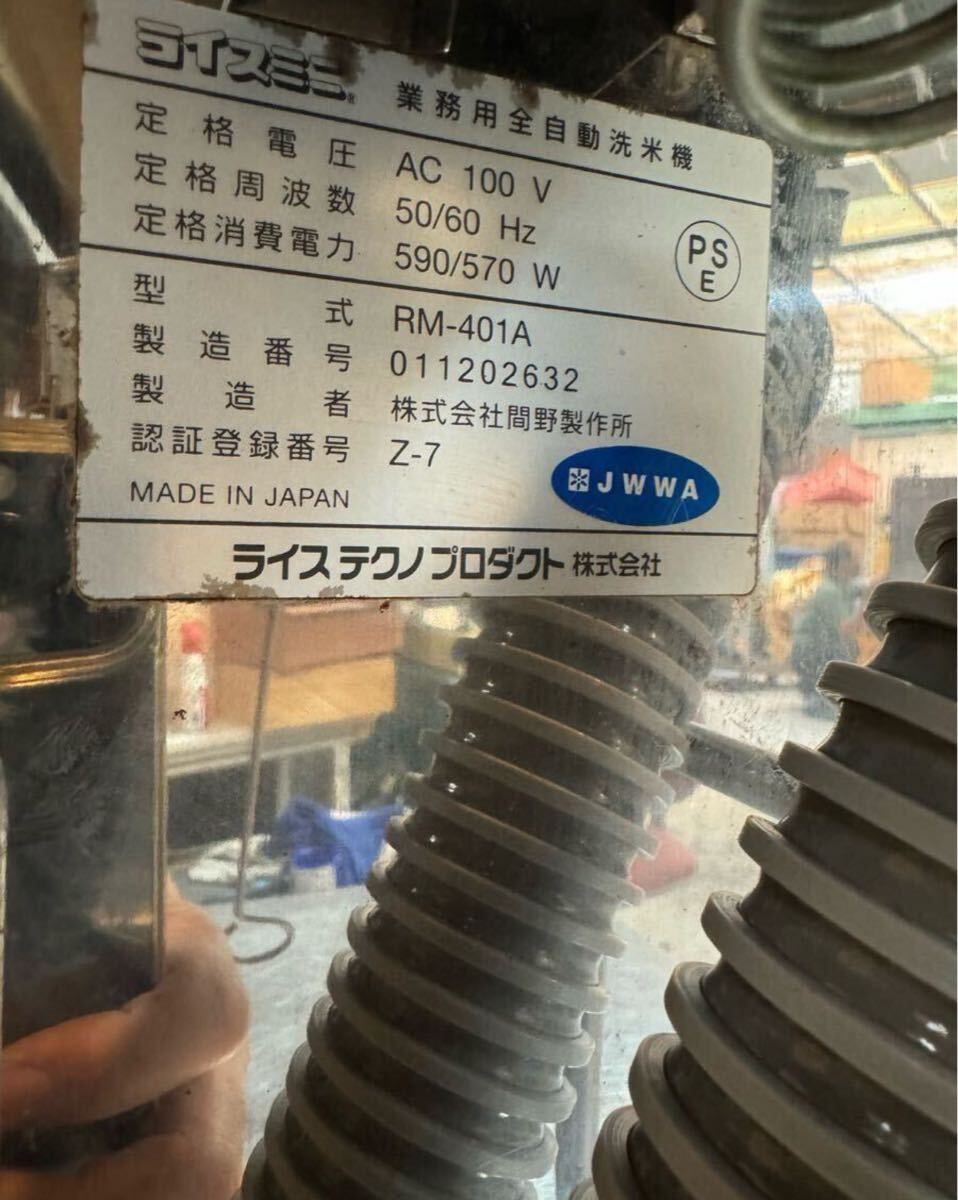 ライスミニ® 業務用全自動洗米機
定格電圧 AC 100 V
定格周波数 50/60 Hz
定格消費電力 590/570 W
PS
E
型式 RM-401A
製造番号 011202632
製造者 株式会社間野製作所
認証登録番号 Z-7
JWWA
MADE IN JAPAN
ライステクノプロダクト株式会社